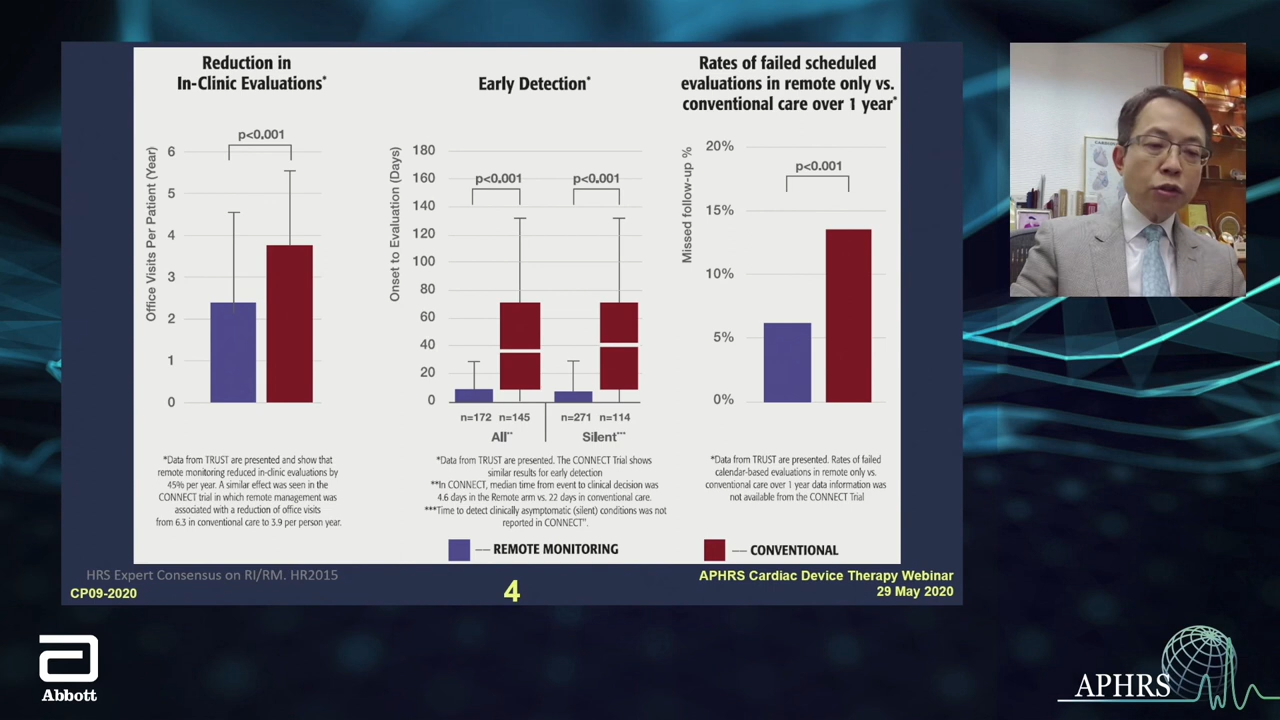 Reduction in
In-Clinic Evaluations*
p<0.001
Office Visits Per Patient (Year)
6
5
4
3
2
1
0
*Data from TRUST are presented and show that
remote monitoring reduced in-clinic evaluations by
45% per year. A similar effect was seen in the
CONNECT trial in which remote management was
associated with a reduction of office visits
from 6.3 in conventional care to 3.9 per person year.
Early Detection*
Onset to Evaluation (Days)
180
160
140
120
100
80
60
40
20
0
p<0.001
p<0.001
n=172 n=145
n=271 n=114
All**
Silent***
*Data from TRUST are presented. The CONNECT Trial shows
similar results for early detection
**In CONNECT, median time from event to clinical decision was
4.6 days in the Remote arm vs. 22 days in conventional care.
***Time to detect clinically asymptomatic (silent) conditions was not
reported in CONNECT".
Rates of failed scheduled
evaluations in remote only vs.
conventional care over 1 year*
Missed follow-up %
20%
15%
10%
5%
0%
p<0.001
*Data from TRUST are presented. Rates of failed
calendar-based evaluations in remote only vs.
conventional care over 1 year data information was
not available from the CONNECT Trial
— REMOTE MONITORING
— CONVENTIONAL
HRS Expert Consensus on RI/RM. HR2015
CP09-2020
4
APHRS Cardiac Device Therapy Webinar
29 May 2020
Abbott
APHRS